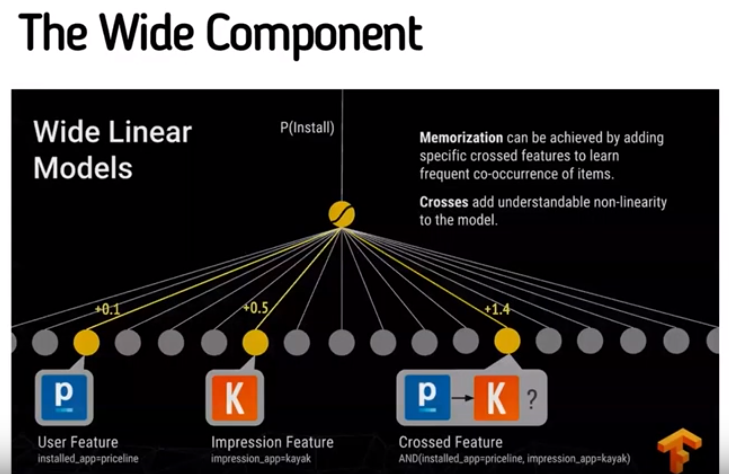 The Wide Component
Wide Linear
Models
P(Install)
Memorization can be achieved by adding
specific crossed features to learn
frequent co-occurrence of items.
Crosses add understandable non-linearity
to the model.
+0.1
+0.5
+1.4
p
K
p
K
?
User Feature
installed_app=priceline
Impression Feature
impression_app=kayak
Crossed Feature
AND(installed_app=priceline, impression_app=kayak)